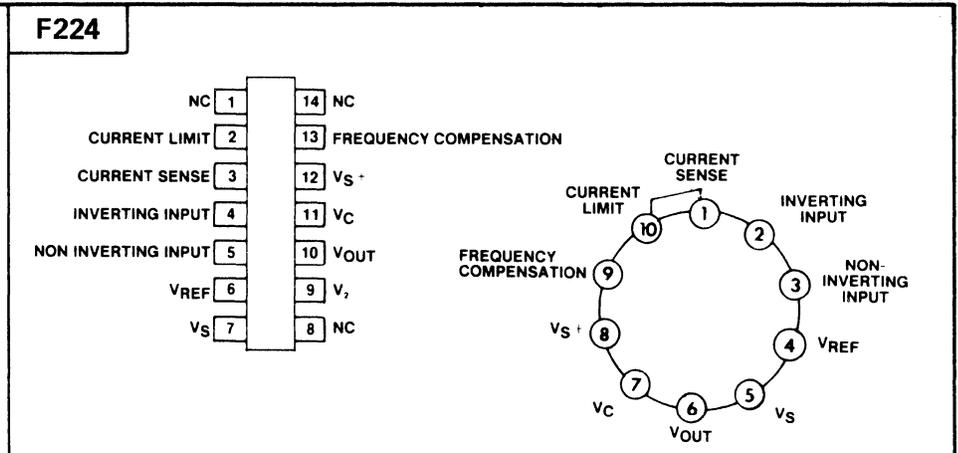 F224
NC 1 14 NC
CURRENT LIMIT 2 13 FREQUENCY COMPENSATION
CURRENT SENSE 3 12 VS +
INVERTING INPUT 4 11 VC
NON INVERTING INPUT 5 10 VOUT
VREF 6 9 V2
VS 7 8 NC
CURRENT
SENSE
CURRENT
LIMIT
10
1
INVERTING
INPUT
2
NON-
INVERTING
INPUT
3
VREF
4
VS
5
VOUT
6
VC
7
VS +
8
FREQUENCY
COMPENSATION
9